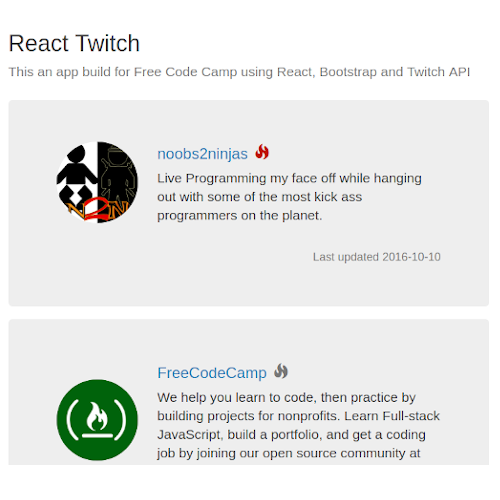 React Twitch
This an app build for Free Code Camp using React, Bootstrap and Twitch API
noobs2ninjas
Live Programming my face off while hanging
out with some of the most kick ass
programmers on the planet.
N2N
Last updated 2016-10-10
FreeCodeCamp
We help you learn to code, then practice by
building projects for nonprofits. Learn Full-stack
JavaScript, build a portfolio, and get a coding
job by joining our open source community at